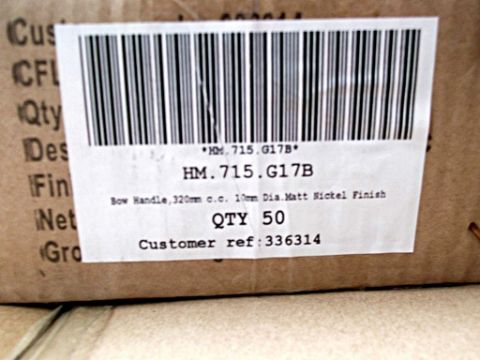 Cus 
CFL
Qty
Des
Fin
Net
Gro
*HM.715.G17B*
HM.715.G17B
Bow Handle,320mm c.c. 10mm Dia.Matt Nickel Finish
QTY 50
Customer ref:336314